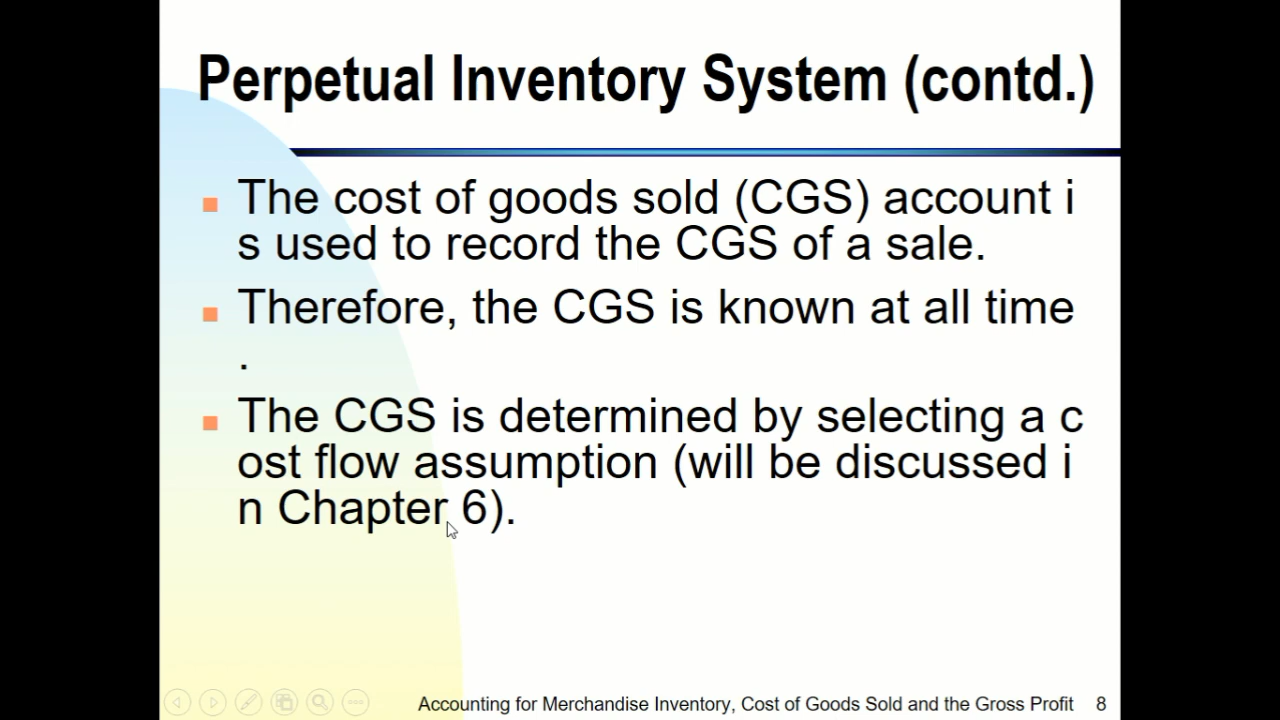 Perpetual Inventory System (contd.)
The cost of goods sold (CGS) account i
s used to record the CGS of a sale.
Therefore, the CGS is known at all time
.
The CGS is determined by selecting a c
ost flow assumption (will be discussed i
n Chapter 6).
Accounting for Merchandise Inventory, Cost of Goods Sold and the Gross Profit 8